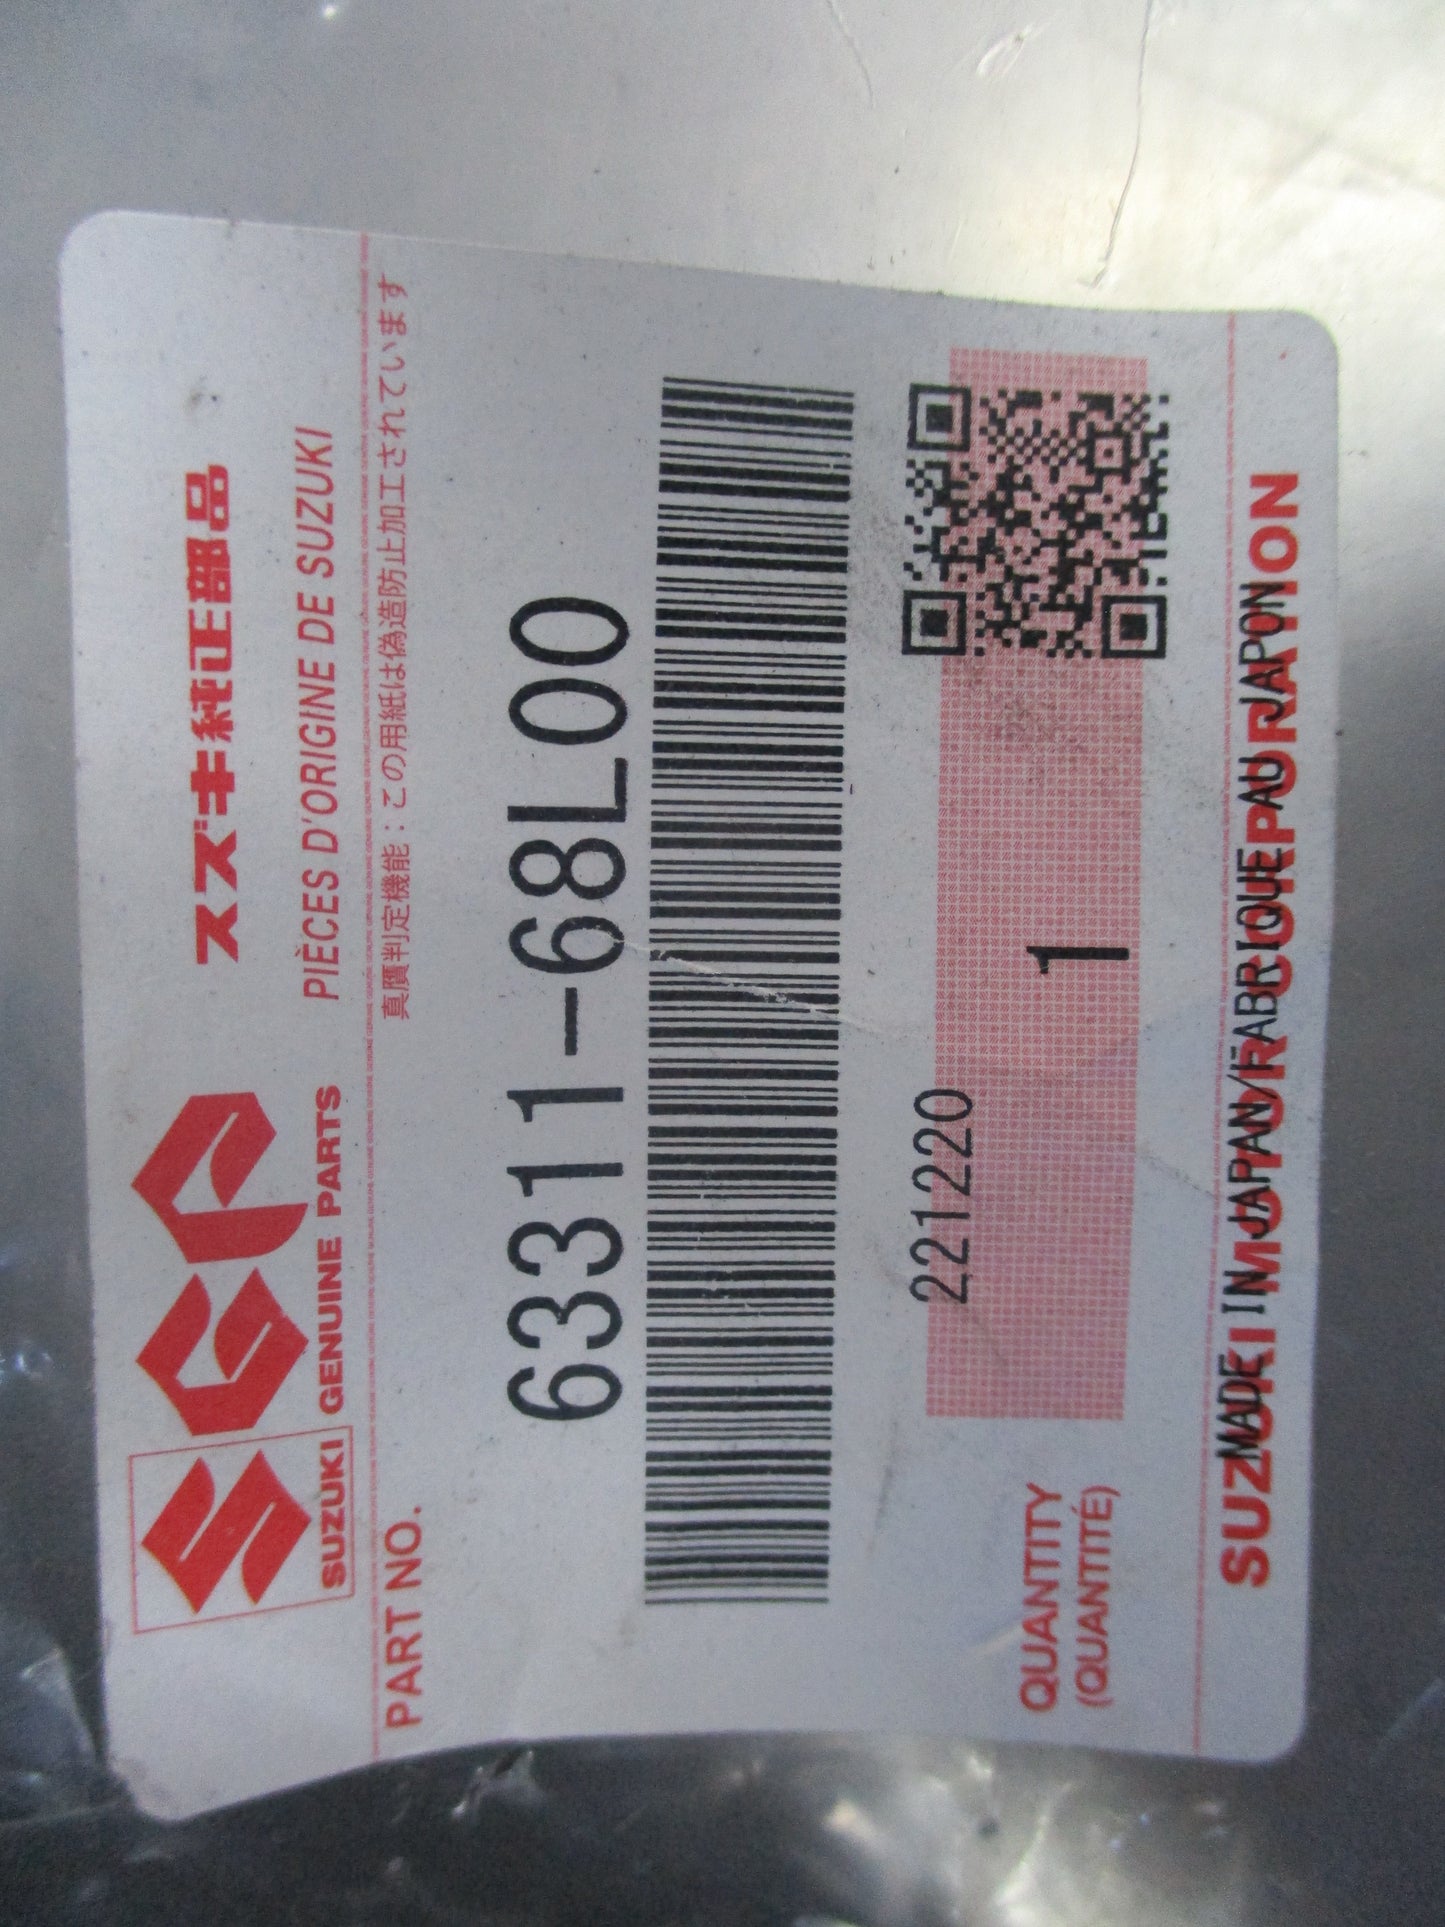 SGP
スズキ純正部品
SUZUKI GENUINE PARTS
PIÈCES D'ORIGINE DE SUZUKI
PART NO.
真贋判定機能：この用紙は偽造防止加工されています
63311-68L00
221220
QUANTITY
(QUANTITÉ)
1
MADE IN JAPAN/FABRIQUE AU JAPON
SUZUKI MOTOR CORPORATION